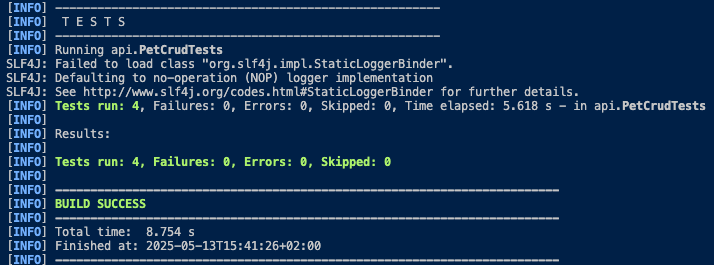 [INFO] -------------------------------------------------------
[INFO]  T E S T S
[INFO] -------------------------------------------------------
[INFO] Running api.PetCrudTests
SLF4J: Failed to load class "org.slf4j.impl.StaticLoggerBinder".
SLF4J: Defaulting to no-operation (NOP) logger implementation
SLF4J: See http://www.slf4j.org/codes.html#StaticLoggerBinder for further details.
[INFO] Tests run: 4, Failures: 0, Errors: 0, Skipped: 0, Time elapsed: 5.618 s - in api.PetCrudTests
[INFO]
[INFO] Results:
[INFO]
[INFO] Tests run: 4, Failures: 0, Errors: 0, Skipped: 0
[INFO]
[INFO] ------------------------------------------------------------------------
[INFO] BUILD SUCCESS
[INFO] ------------------------------------------------------------------------
[INFO] Total time:  8.754 s
[INFO] Finished at: 2025-05-13T15:41:26+02:00
[INFO] ------------------------------------------------------------------------